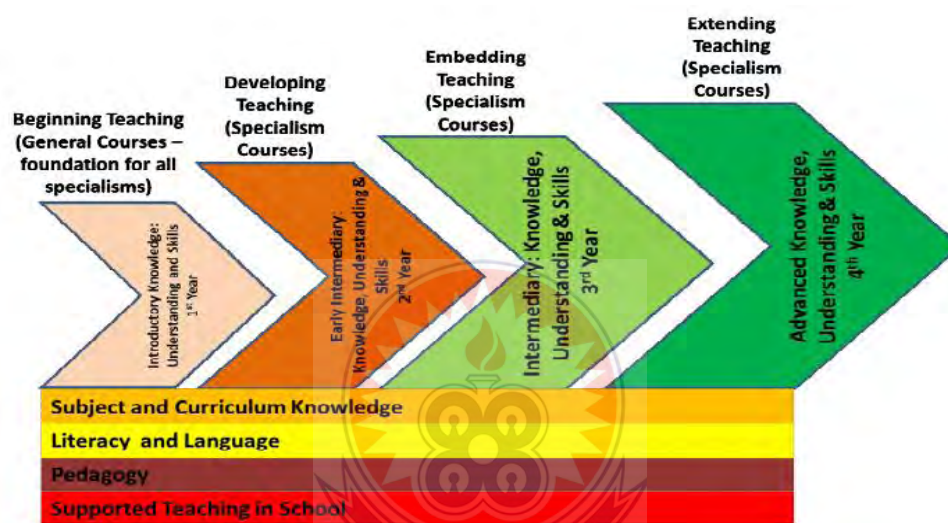 Beginning Teaching
(General Courses –
foundation for all
specialisms)
Introductory Knowledge:
Understanding and Skills
1st Year
Developing
Teaching
(Specialism
Courses)
Early Intermediary:
Knowledge, Understanding &
Skills
2nd Year
Embedding
Teaching
(Specialism
Courses)
Intermediary: Knowledge,
Understanding & Skills
3rd Year
Extending
Teaching
(Specialism
Courses)
Advanced Knowledge,
Understanding & Skills
4th Year
Subject and Curriculum Knowledge
Literacy and Language
Pedagogy
Supported Teaching in School